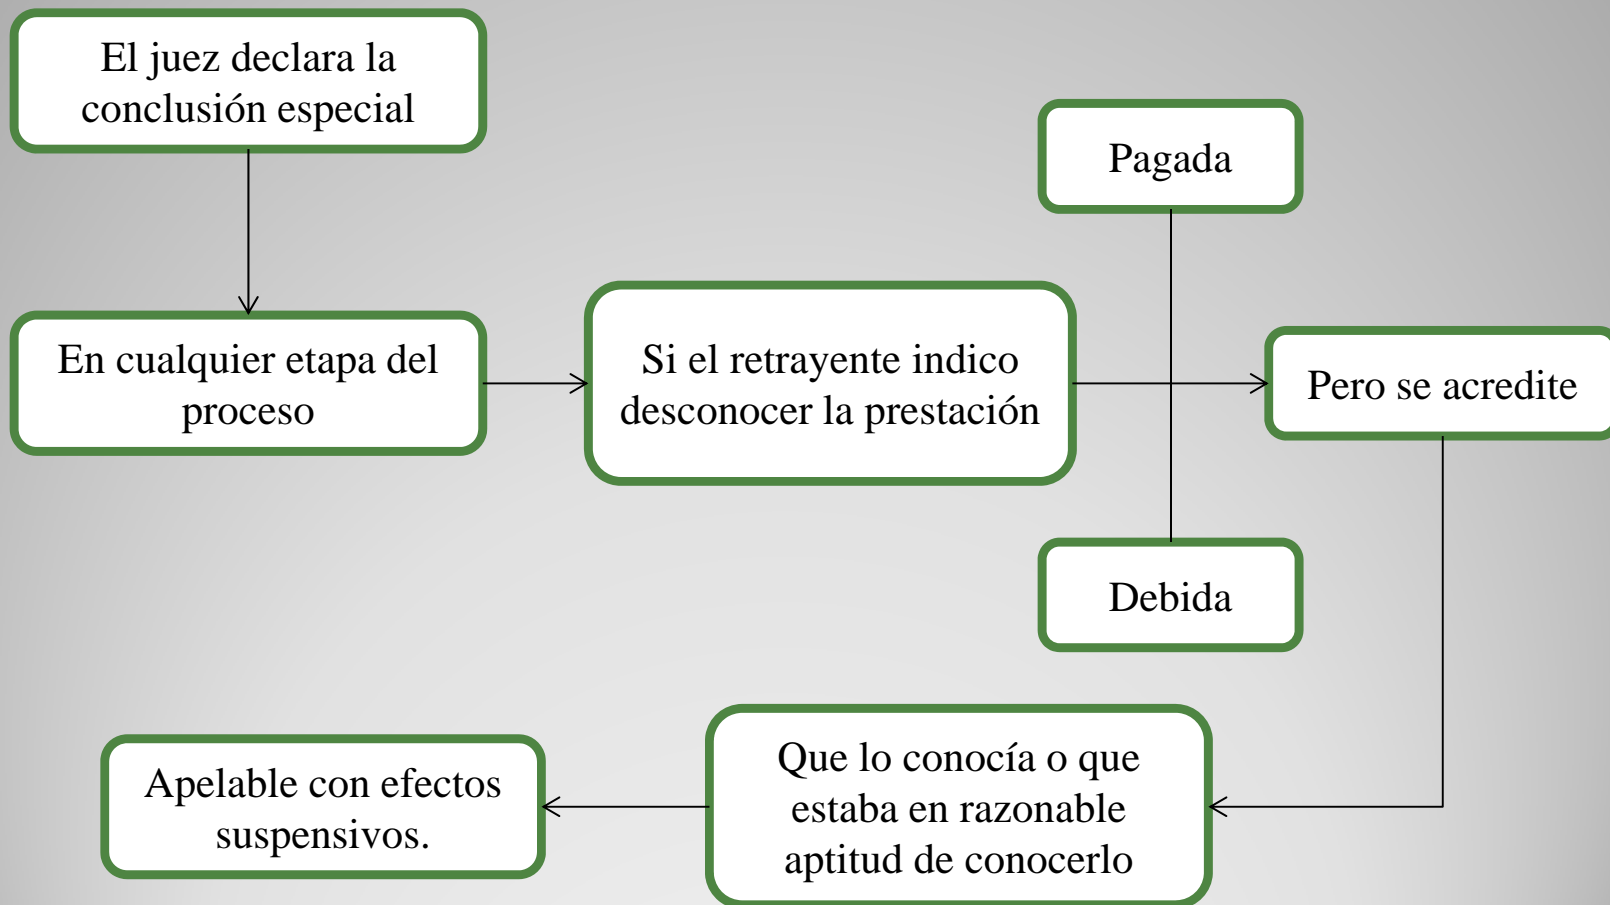 El juez declara la
conclusión especial
En cualquier etapa del
proceso
Si el retrayente indico
desconocer la prestación
Pagada
Debida
Pero se acredite
Que lo conocía o que
estaba en razonable
aptitud de conocerlo
Apelable con efectos
suspensivos.